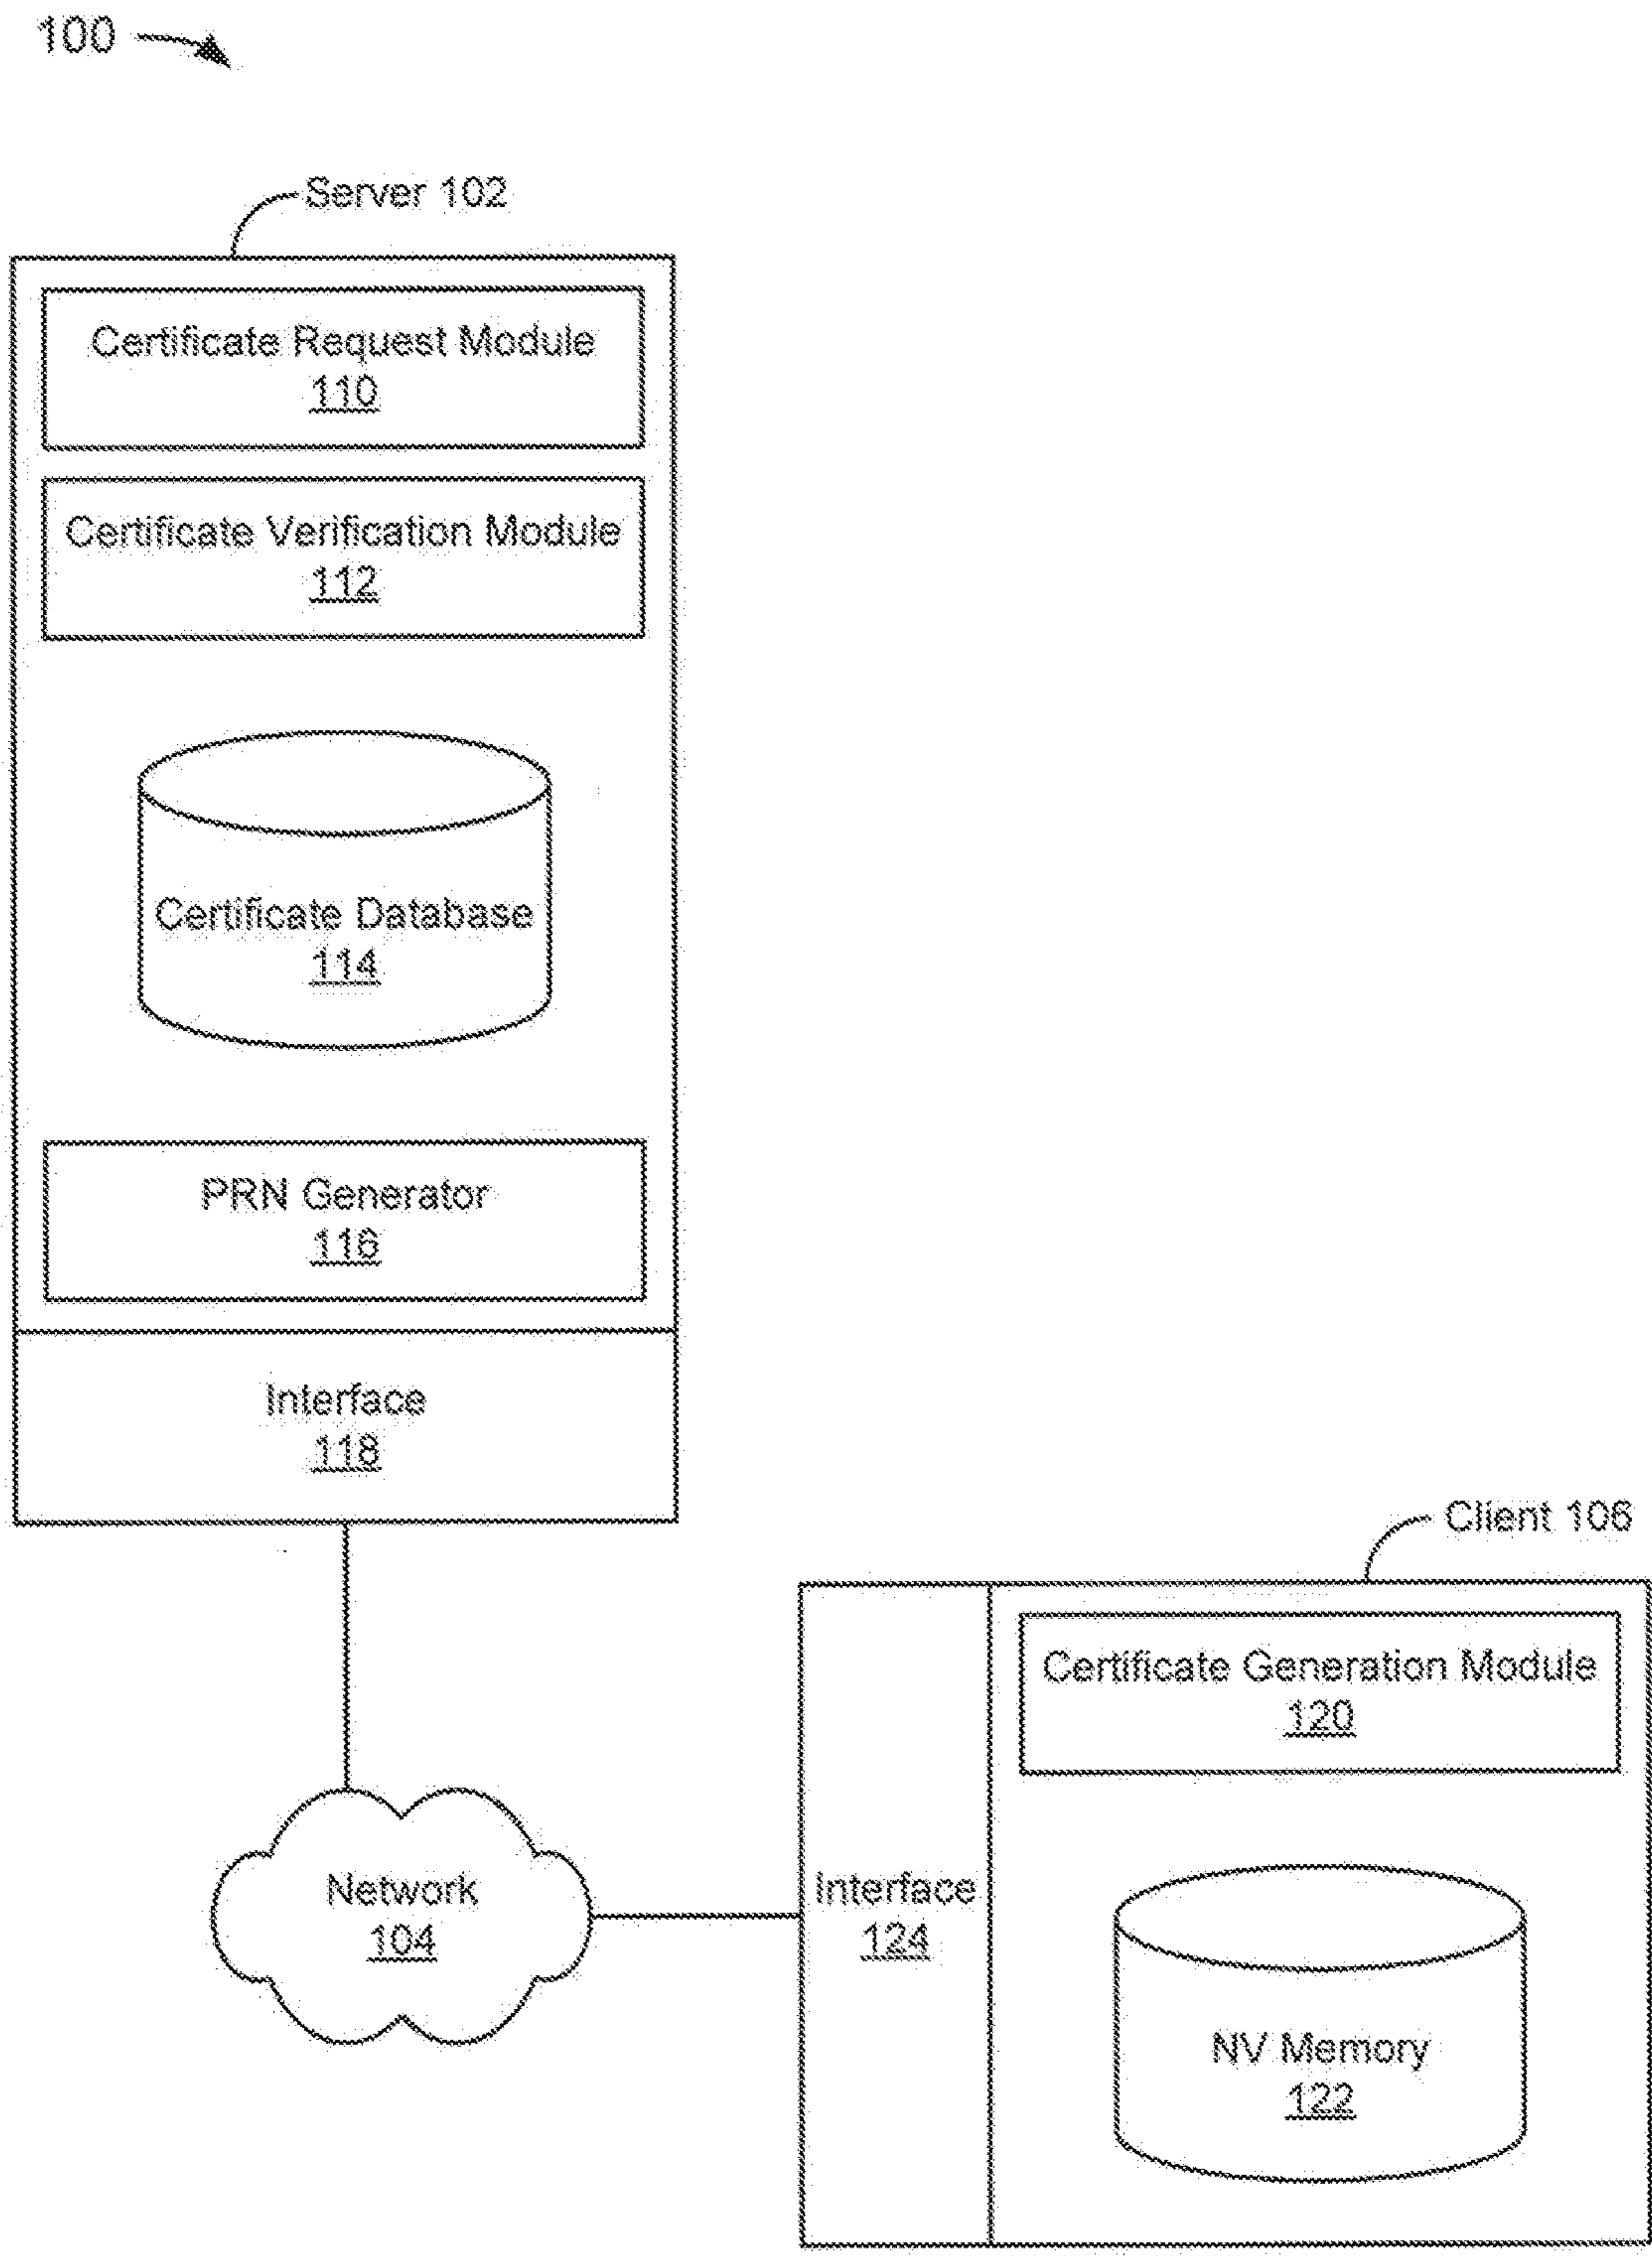 100
Server 102
Certificate Request Module
110
Certificate Verification Module
112
Certificate Database
114
PRN Generator
116
Interface
118
Client 106
Certificate Generation Module
120
Network
104
Interface
124
NV Memory
122